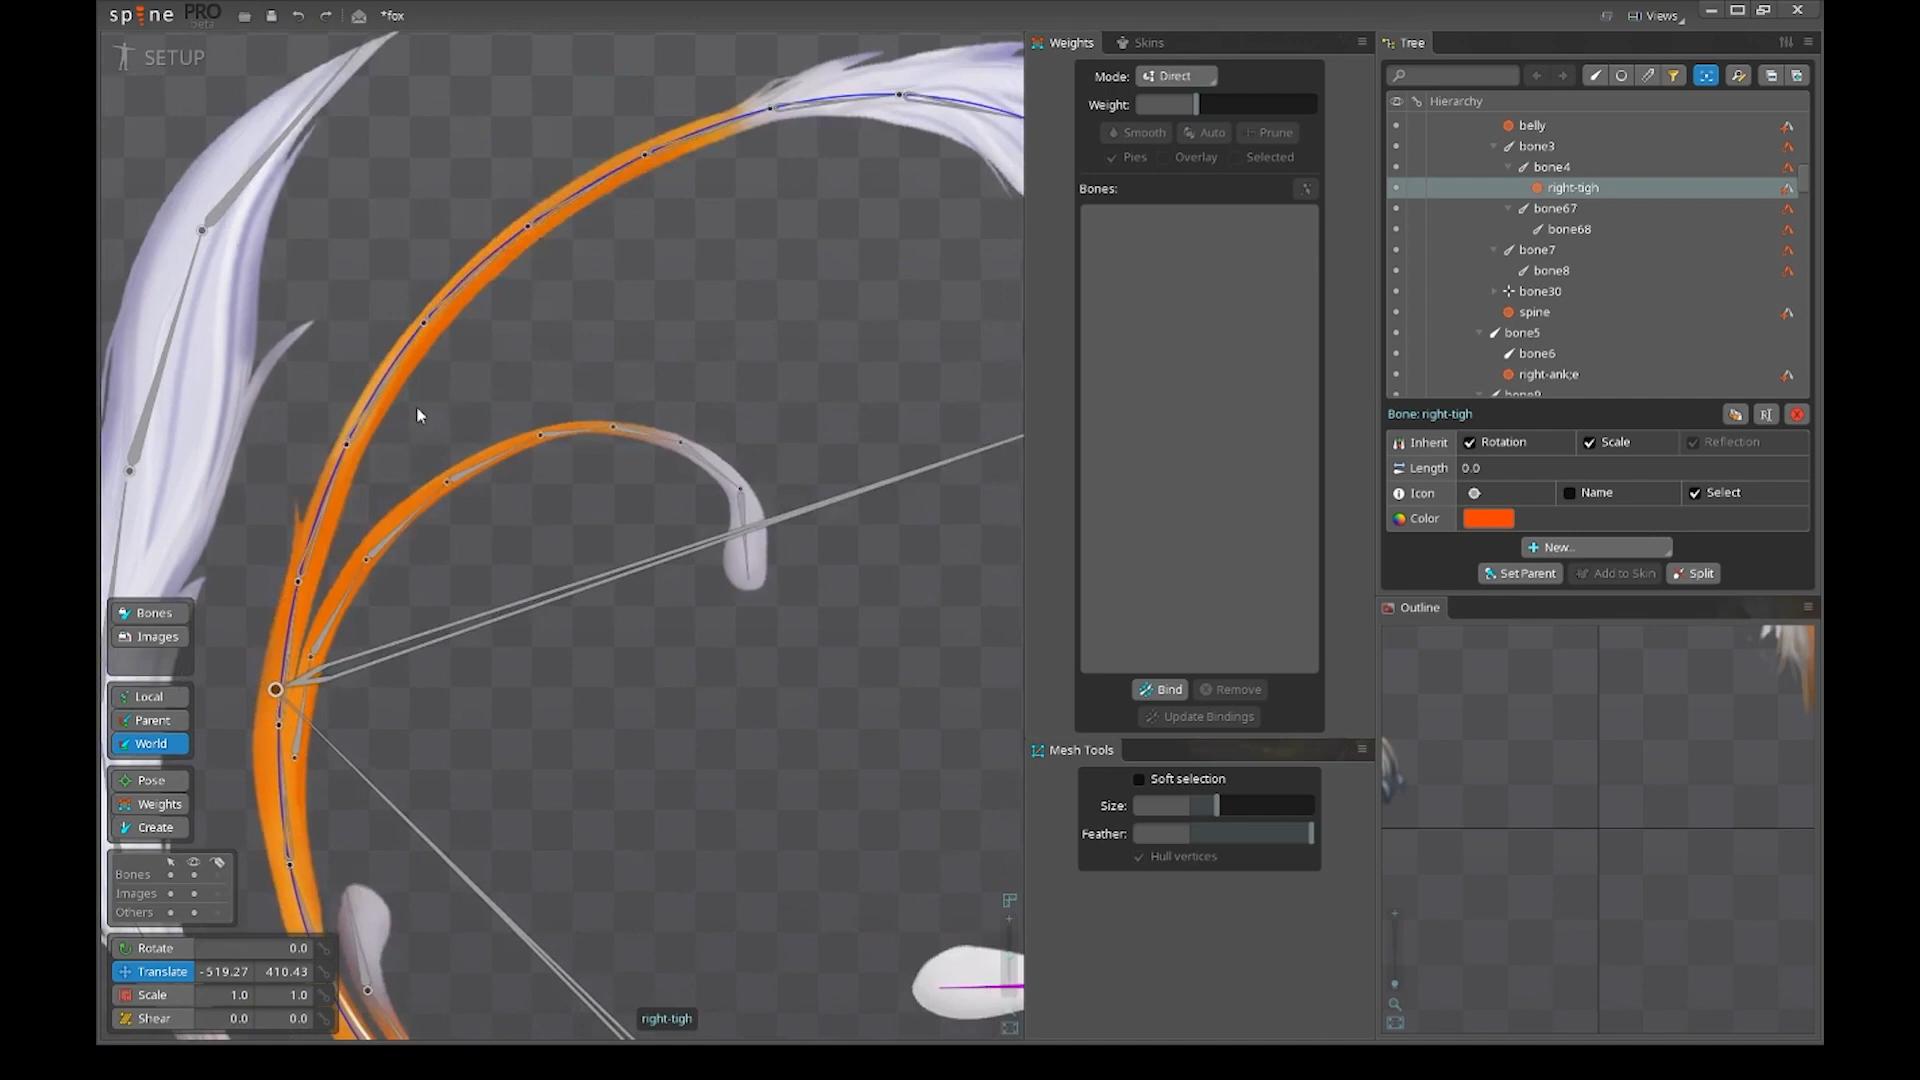 spine PRO beta
*fox
Views
SETUP
Weights
Skins
Mode:
Direct
Weight:
Smooth
Auto
Prune
Pies
Overlay
Selected
Bones:
Bind
Remove
Update Bindings
Mesh Tools
Soft selection
Size:
Feather:
Hull vertices
Tree
Hierarchy
belly
bone3
bone4
right-tigh
bone67
bone68
bone7
bone8
bone30
spine
bone5
bone6
right-ank;e
Bone: right-tigh
Inherit
Rotation
Scale
Reflection
Length
0.0
Icon
Name
Select
Color
New...
Set Parent
Add to Skin
Split
Outline
Bones
Images
Local
Parent
World
Pose
Weights
Create
Bones
Images
Others
Rotate 0.0
Translate -519.27 410.43
Scale 1.0 1.0
Shear 0.0 0.0
right-tigh